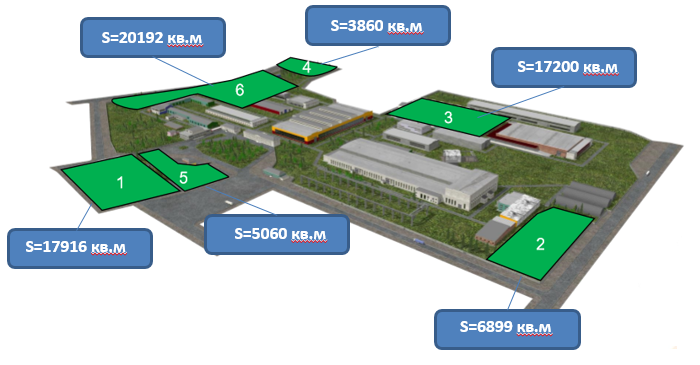 S=3860 кв.м
S=20192 кв.м
4
S=17200 кв.м
6
3
1
5
S=5060 кв.м
S=17916 кв.м
2
S=6899 кв.м